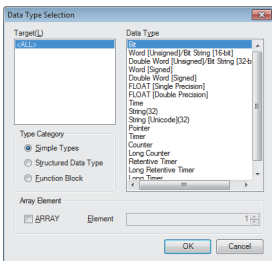 Data Type Selection
Target(L)
<ALL>
Data Type
Bit
Word [Unsigned]/Bit String [16-bit]
Double Word [Unsigned]/Bit String [32-b
Word [Signed]
Double Word [Signed]
FLOAT [Single Precision]
FLOAT [Double Precision]
Time
String(32)
String [Unicode](32)
Pointer
Timer
Counter
Long Counter
Retentive Timer
Long Retentive Timer
Long Timer
Type Category
Simple Types
Structured Data Type
Function Block
Array Element
ARRAY
Element
1
OK
Cancel